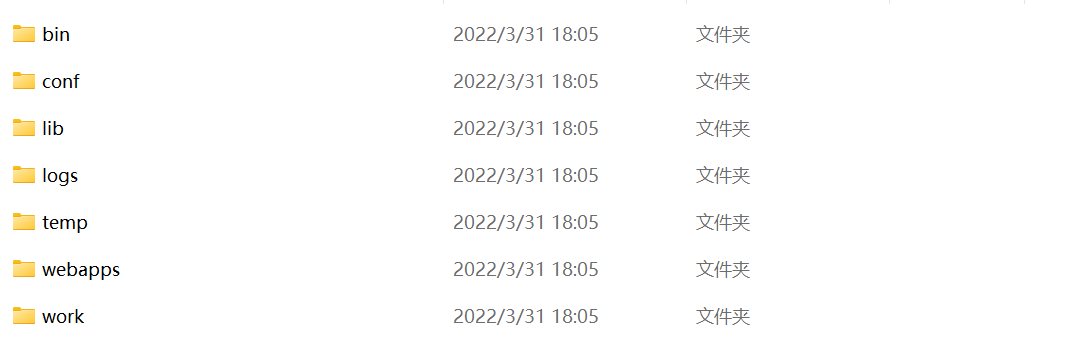 bin 2022/3/31 18:05 文件夹
conf 2022/3/31 18:05 文件夹
lib 2022/3/31 18:05 文件夹
logs 2022/3/31 18:05 文件夹
temp 2022/3/31 18:05 文件夹
webapps 2022/3/31 18:05 文件夹
work 2022/3/31 18:05 文件夹